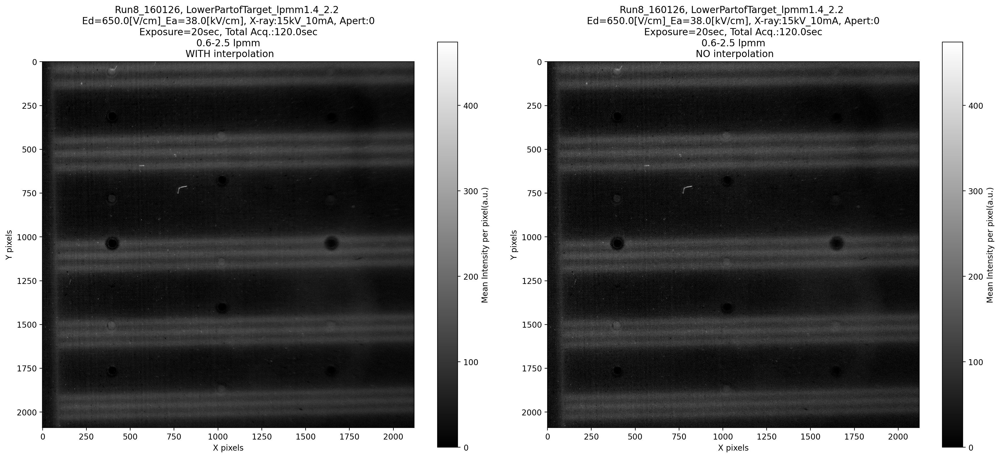 Run8_160126, LowerPartofTarget_lpmm1.4_2.2
Ed=650.0[V/cm]_Ea=38.0[kV/cm], X-ray:15kV_10mA, Apert:0
Exposure=20sec, Total Acq.:120.0sec
0.6-2.5 lpmm
WITH interpolation
0
250
500
750
1000
1250
1500
1750
2000
Y pixels
0 250 500 750 1000 1250 1500 1750 2000
X pixels
400
300
200
100
0
Mean Intensity per pixel(a.u.)
Run8_160126, LowerPartofTarget_lpmm1.4_2.2
Ed=650.0[V/cm]_Ea=38.0[kV/cm], X-ray:15kV_10mA, Apert:0
Exposure=20sec, Total Acq.:120.0sec
0.6-2.5 lpmm
NO interpolation
0
250
500
750
1000
1250
1500
1750
2000
Y pixels
0 250 500 750 1000 1250 1500 1750 2000
X pixels
400
300
200
100
0
Mean Intensity per pixel(a.u.)